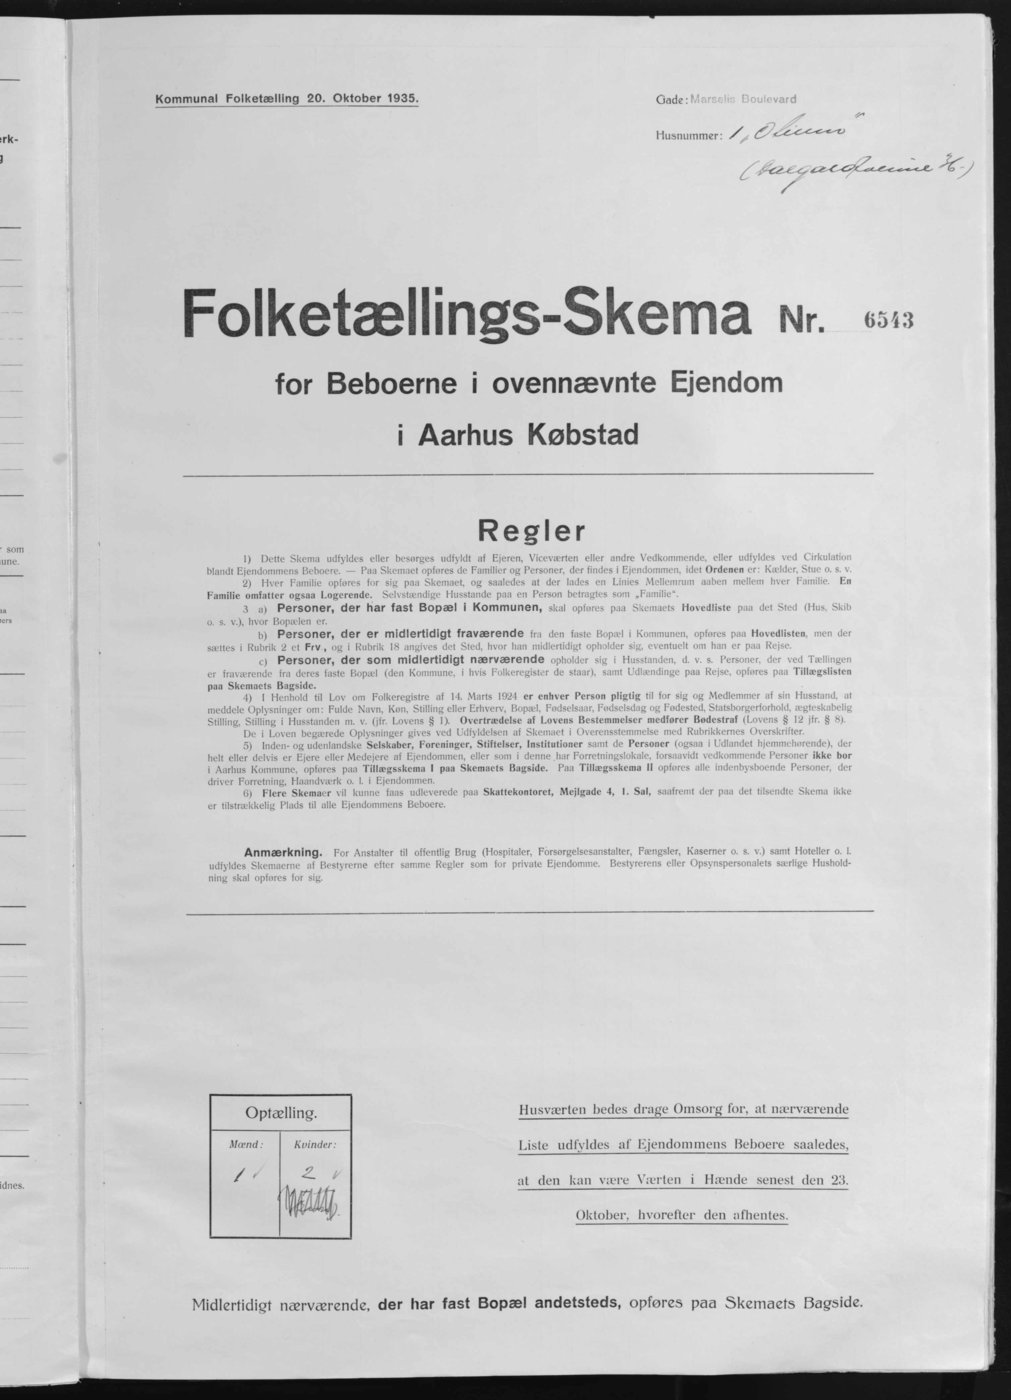 Kommunal Folketælling 20. Oktober 1935.
Gade: Marselis Boulevard
Husnummer: 1
Folketællings-Skema Nr. 6543
for Beboerne i ovennævnte Ejendom
i Aarhus Købstad
Regler
1) Dette Skema udfyldes eller besørges udfyldt af Ejeren, Viceværten eller andre Vedkommende, eller udfyldes ved Cirkulation
blandt Ejendommens Beboere. — Paa Skemaet opføres de Familier og Personer, der findes i Ejendommen, idet Ordenen er: Kælder, Stue o. s. v.
2) Hver Familie opføres for sig paa Skemaet, og saaledes at der lades en Linies Mellemrum aaben mellem hver Familie. En
Familie omfatter ogsaa Logerende. Selvstændige Husstande paa en Person betragtes som „Familie“.
3 a) Personer, der har fast Bopæl i Kommunen, skal opføres paa Skemaets Hovedliste paa det Sted (Hus, Skib
o. s. v.), hvor Bopælen er.
b) Personer, der er midlertidigt fraværende fra den faste Bopæl i Kommunen, opføres paa Hovedlisten, men der
sættes i Rubrik 2 et Frv., og i Rubrik 18 angives det Sted, hvor han midlertidigt opholder sig, eventuelt om han er paa Rejse.
c) Personer, der som midlertidigt nærværende opholder sig i Husstanden, d. v. s. Personer, der ved Tællingen
er fraværende fra deres faste Bopæl (den Kommune, i hvis Folkeregister de staar), samt Udlændinge paa Rejse, opføres paa Tillægslisten
paa Skemaets Bagside.
4) I Henhold til Lov om Folkeregistre af 14. Marts 1924 er enhver Person pligtig til for sig og Medlemmer af sin Husstand, at
meddele Oplysninger om: Fulde Navn, Køn, Stilling eller Erhverv, Bopæl, Fødselsaar, Fødselsdag og Fødested, Statsborgerforhold, ægteskabelig
Stilling, Stilling i Husstanden m. v. (jfr. Lovens § 1). Overtrædelse af Lovens Bestemmelser medfører Bødestraf (Lovens § 12 jfr. § 8).
De i Loven begærede Oplysninger gives ved Udfyldelsen af Skemaet i Overensstemmelse med Rubrikkernes Overskrifter.
5) Inden- og udenlandske Selskaber, Foreninger, Stiftelser, Institutioner samt de Personer (ogsaa i Udlandet hjemmehørende), der
helt eller delvis er Ejere eller Medejere af Ejendommen, eller som i denne har Forretningslokale, forsaavidt vedkommende Personer ikke bor
i Aarhus Kommune, opføres paa Tillægsskema I paa Skemaets Bagside. Paa Tillægsskema II opføres alle indenbysboende Personer, der
driver Forretning, Haandværk o. l. i Ejendommen.
6) Flere Skemaer vil kunne faas udleverede paa Skattekontoret, Mejlgade 4, 1. Sal, saafremt der paa det tilsendte Skema ikke
er tilstrækkelig Plads til alle Ejendommens Beboere.
Anmærkning. For Anstalter til offentlig Brug (Hospitaler, Forsørgelsesanstalter, Fængsler, Kaserner o. s. v.) samt Hoteller o. l.
udfyldes Skemaerne af Bestyrerne efter samme Regler som for private Ejendomme. Bestyrerens eller Opsynspersonalets særlige Hushold-
ning skal opføres for sig.
Optælling.
Mænd: Kvinder:
1 2
Husværten bedes drage Omsorg for, at nærværende
Liste udfyldes af Ejendommens Beboere saaledes,
at den kan være Værten i Hænde senest den 23.
Oktober, hvorefter den afhentes.
Midlertidigt nærværende, der har fast Bopæl andetsteds, opføres paa Skemaets Bagside.